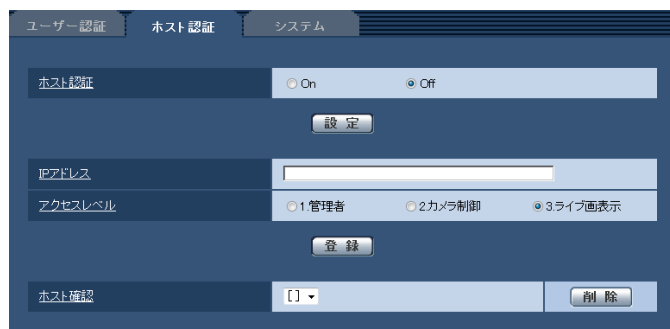 ユーザー認証 ホスト認証 システム
ホスト認証 On Off
設定
IPアドレス
アクセスレベル 1.管理者 2.カメラ制御 3.ライブ画表示
登録
ホスト確認 [] 削除